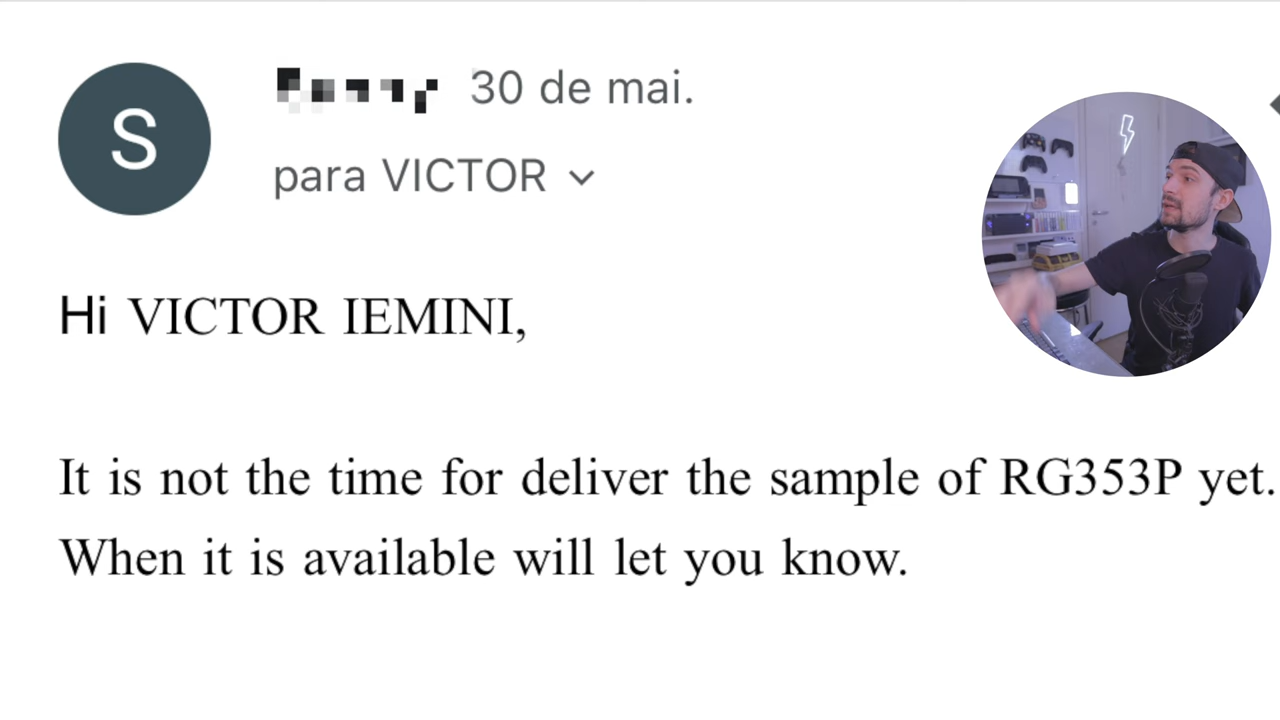 S
30 de mai.
para VICTOR
Hi VICTOR IEMINI,
It is not the time for deliver the sample of RG353P yet.
When it is available will let you know.